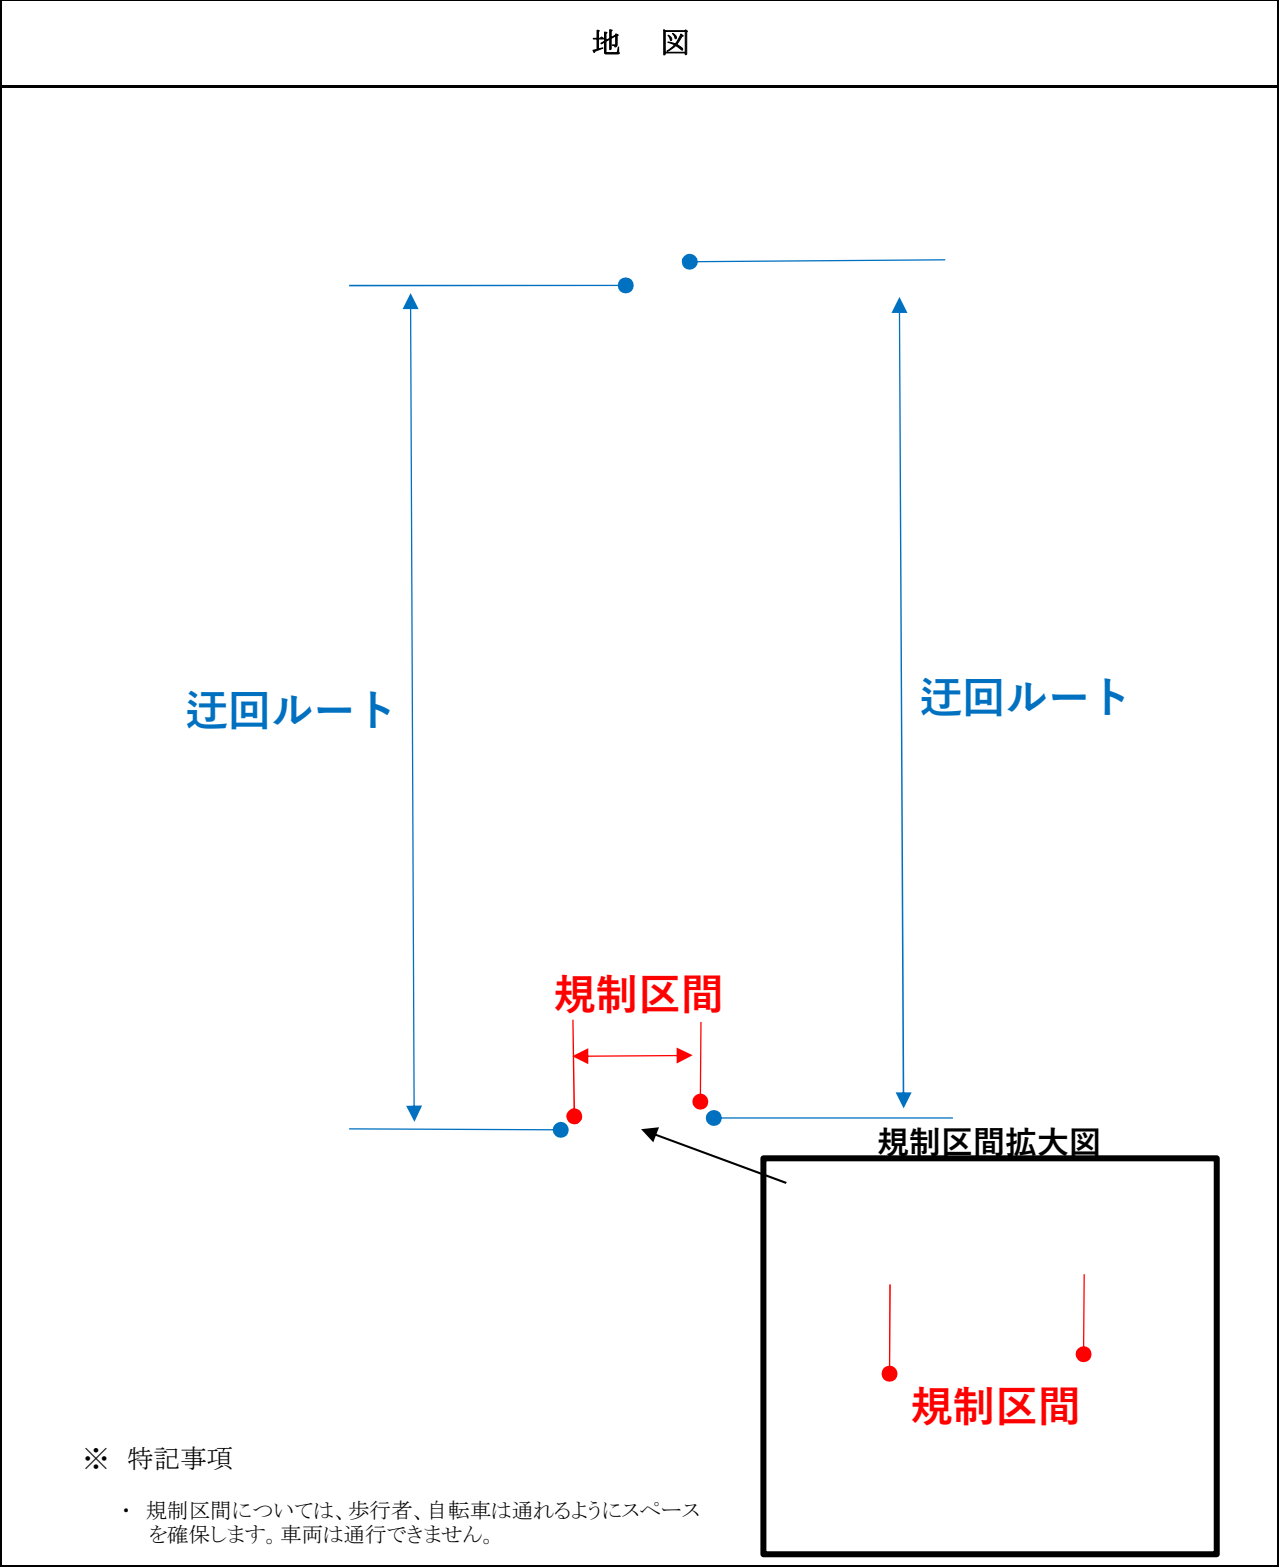 地　図
迂回ルート
迂回ルート
規制区間
規制区間拡大図
規制区間
※　特記事項
・ 規制区間については、歩行者、自転車は通れるようにスペース
を確保します。車両は通行できません。